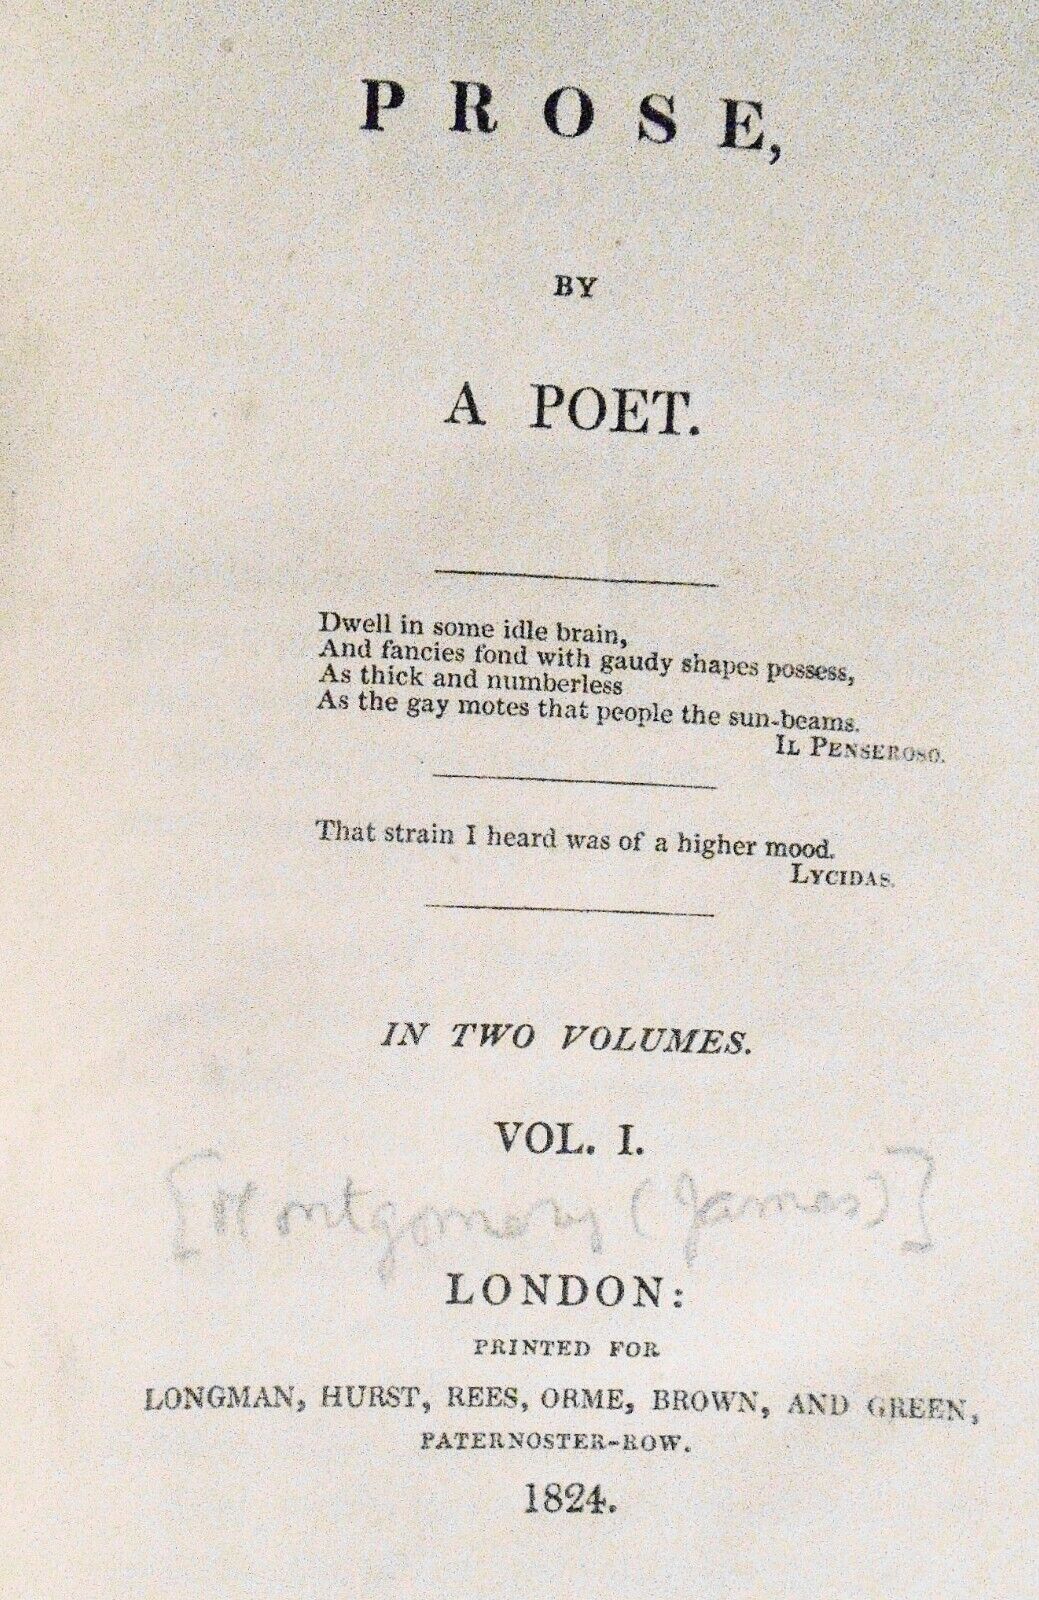 PROSE,
BY
A POET.
Dwell in some idle brain,
And fancies fond with gaudy shapes possess,
As thick and numberless
As the gay motes that people the sun-beams.
IL PENSEROSO.
That strain I heard was of a higher mood.
LYCIDAS.
IN TWO VOLUMES.
VOL. I.
[Montgomery (James)]
LONDON:
PRINTED FOR
LONGMAN, HURST, REES, ORME, BROWN, AND GREEN,
PATERNOSTER-ROW.
1824.